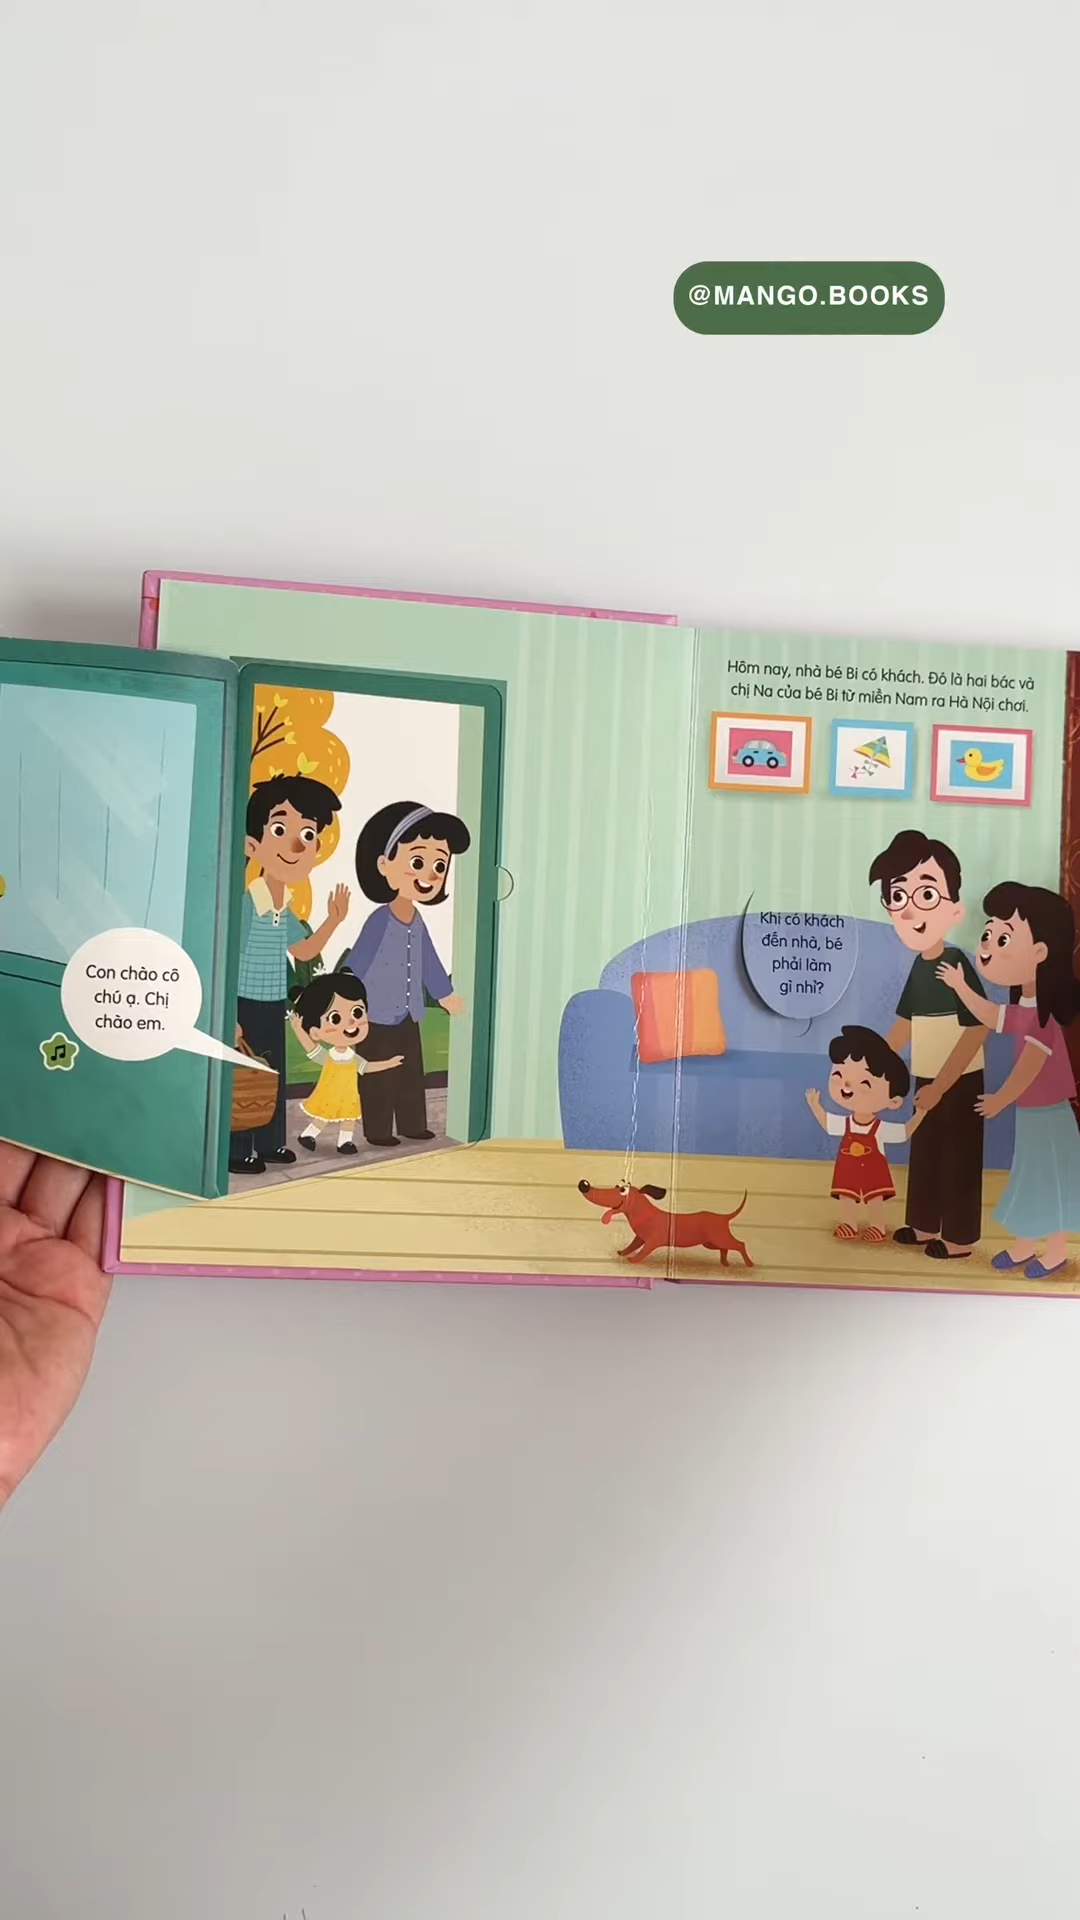 @MANGO.BOOKS
Hôm nay, nhà bé Bi có khách. Đó là hai bác và
chị Na của bé Bi từ miền Nam ra Hà Nội chơi.
Con chào cô
chú ạ. Chị
chào em.
Khi có khách
đến nhà, bé
phải làm
gì nhỉ?